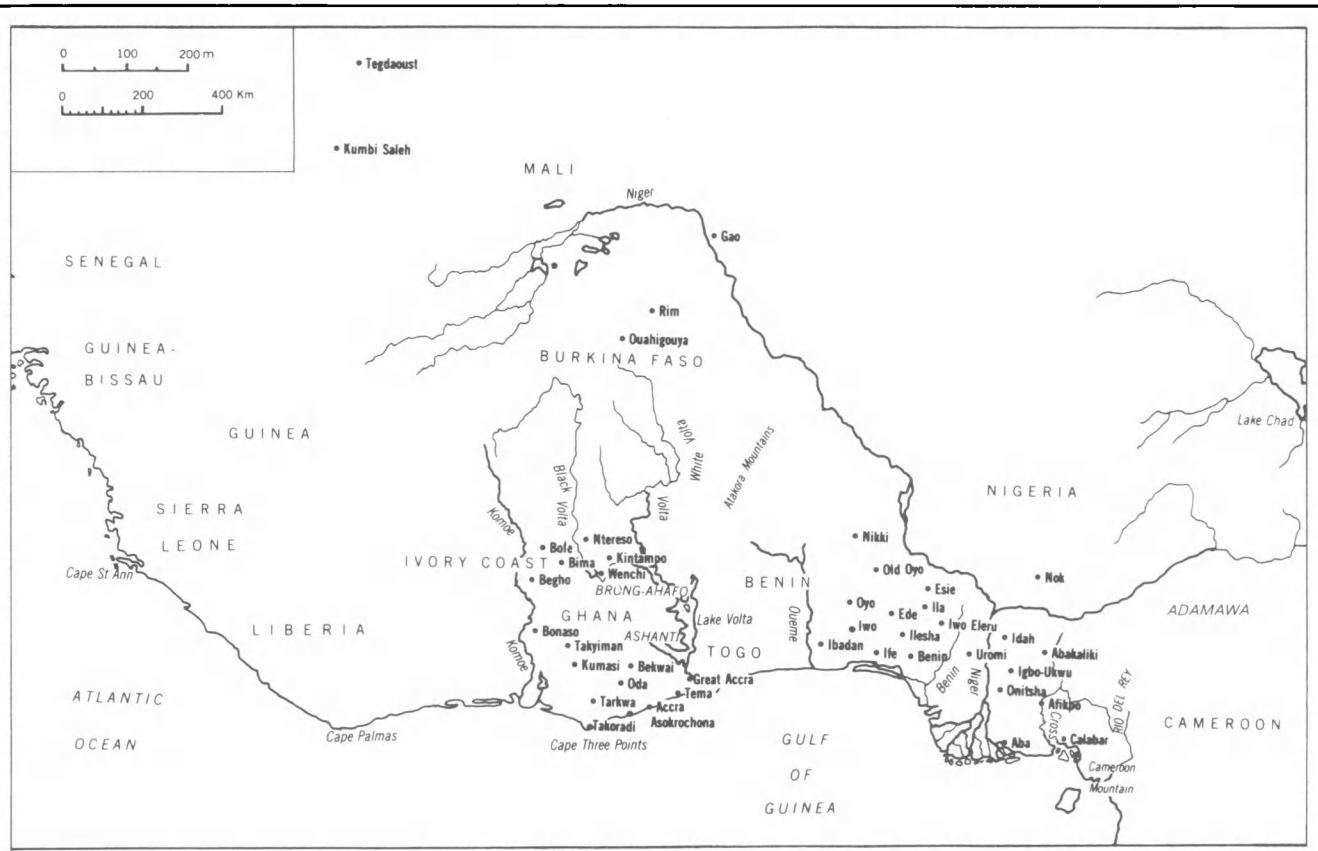 0 100 200 m
0 200 400 Km
Tegdaoust
Kumbi Saleh
MALI
Niger
Gao
SENEGAL
Rim
GUINEA-
BISSAU
Ouahigouya
BURKINA FASO
Lake Chad
GUINEA
White
Volta
Atakora Mountains
Black Volta
Volta
NIGERIA
SIERRA
LEONE
Komoe
Ntereso
Nikki
Bole
IVORY COAST
Bima
Kintampo
Cape St Ann
Begho
Wenchi
BRONG-AHAFO
BENIN
Old Oyo
Nok
Esie
Oyo
Ila
ADAMAWA
GHANA
Lake Volta
Oueme
Ede
Iwo
Iwo Eleru
LIBERIA
Bonaso
ASHANTI
Ilesha
Idah
Komoe
Takyiman
TOGO
Ibadan
Ife
Benin
Uromi
Abakaliki
Kumasi
Bekwai
Igbo-Ukwu
Oda
Great Accra
Benin
Niger
Onitsha
ATLANTIC
OCEAN
Tema
Tarkwa
Accra
Afikpo
RIO DEL REY
Asokrochona
Cross
CAMEROON
Takoradi
Cape Palmas
Cape Three Points
GULF
OF
GUINEA
Aba
Calabar
Cameroon
Mountain